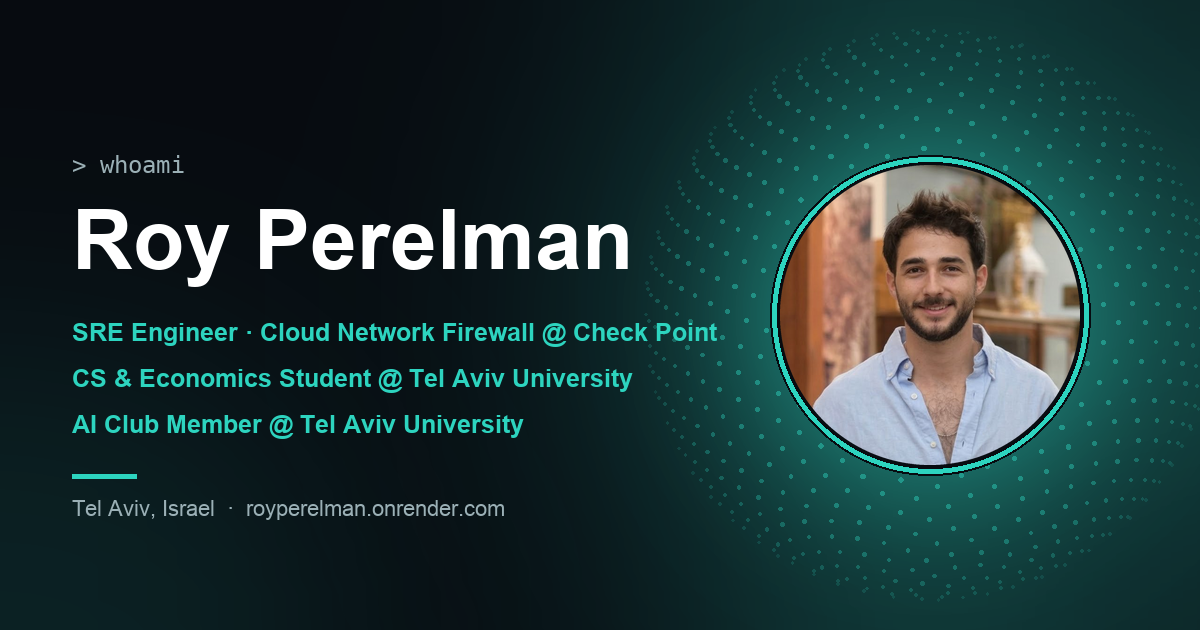 > whoami
Roy Perelman
SRE Engineer · Cloud Network Firewall @ Check Point
CS & Economics Student @ Tel Aviv University
AI Club Member @ Tel Aviv University
Tel Aviv, Israel · royperelman.onrender.com